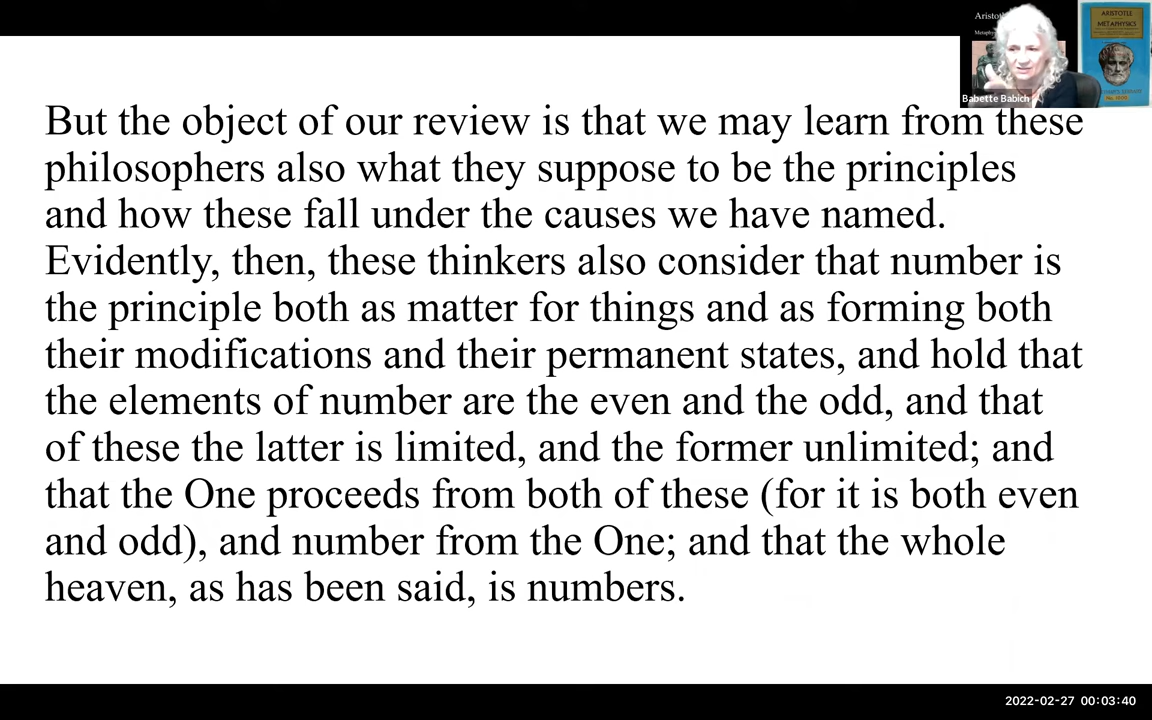 Aristot
Metaphy
ARISTOTLE
METAPHYSICS
Babette Babich
But the object of our review is that we may learn from these
philosophers also what they suppose to be the principles
and how these fall under the causes we have named.
Evidently, then, these thinkers also consider that number is
the principle both as matter for things and as forming both
their modifications and their permanent states, and hold that
the elements of number are the even and the odd, and that
of these the latter is limited, and the former unlimited; and
that the One proceeds from both of these (for it is both even
and odd), and number from the One; and that the whole
heaven, as has been said, is numbers.
2022-02-27 00:03:40